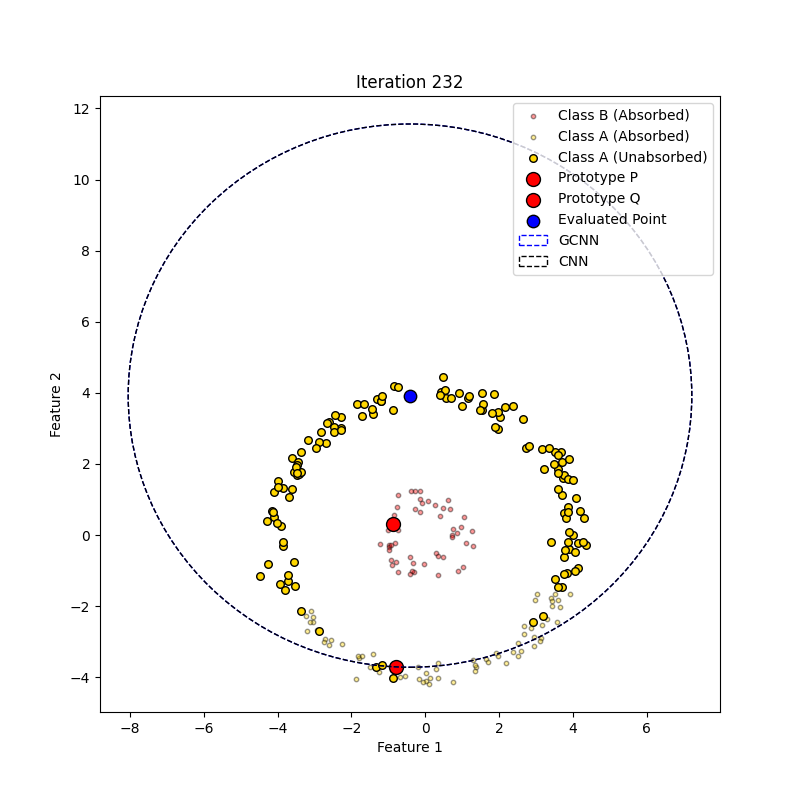 Iteration 232
Class B (Absorbed)
Class A (Absorbed)
Class A (Unabsorbed)
Prototype P
Prototype Q
Evaluated Point
GCNN
CNN
12
10
8
6
4
2
0
−2
−4
Feature 2
−8 −6 −4 −2 0 2 4 6
Feature 1